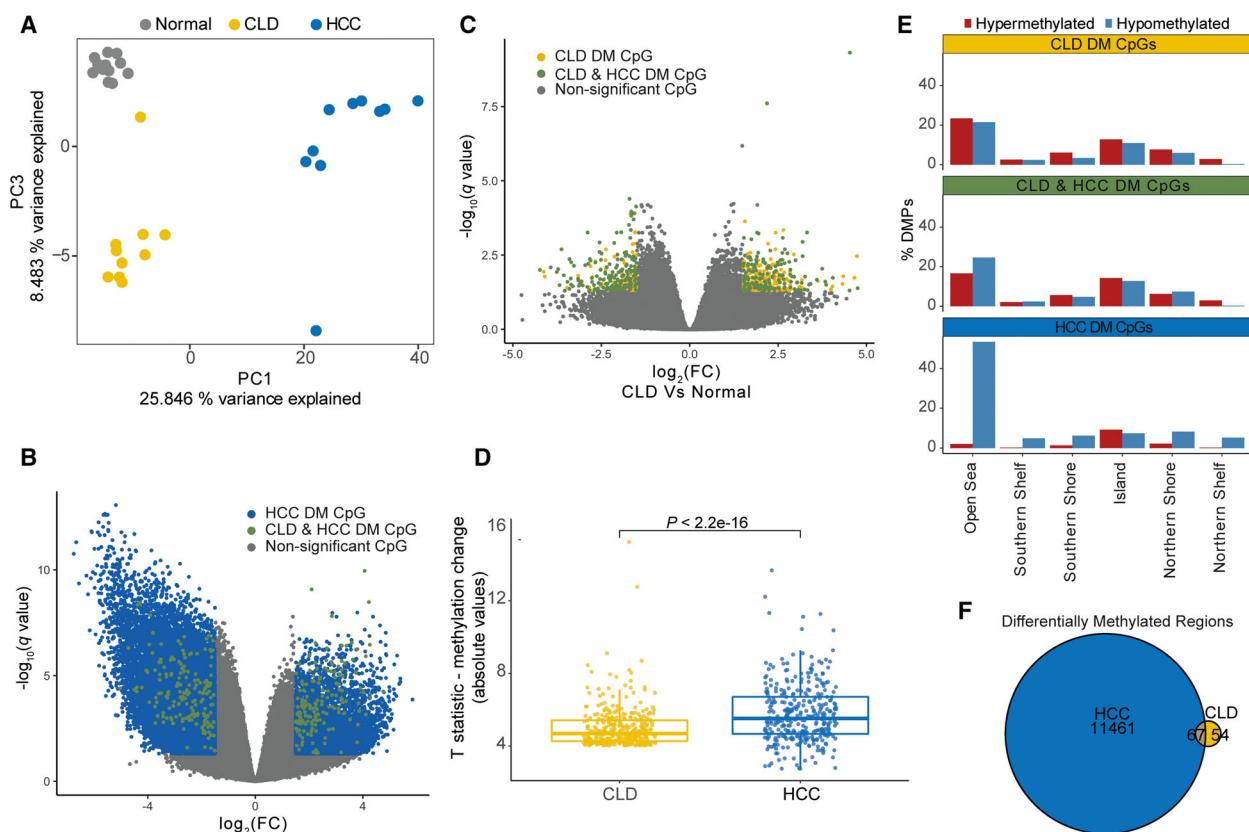 A
Normal CLD HCC
0
−5
PC3
8.483 % variance explained
0 20 40
PC1
25.846 % variance explained
B
HCC DM CpG
CLD & HCC DM CpG
Non-significant CpG
10
5
0
-log10(q value)
-4 0 4
log2(FC)
C
CLD DM CpG
CLD & HCC DM CpG
Non-significant CpG
7.5
5.0
2.5
0.0
-log10(q value)
-5.0 -2.5 0.0 2.5 5.0
log2(FC)
CLD Vs Normal
D
P < 2.2e-16
16
12
8
4
T statistic - methylation change
(absolute values)
CLD HCC
E
Hypermethylated Hypomethylated
CLD DM CpGs
40
20
0
CLD & HCC DM CpGs
40
20
0
HCC DM CpGs
40
20
0
% DMPs
Open Sea
Southern Shelf
Southern Shore
Island
Northern Shore
Northern Shelf
F
Differentially Methylated Regions
HCC
11461
CLD
67 54